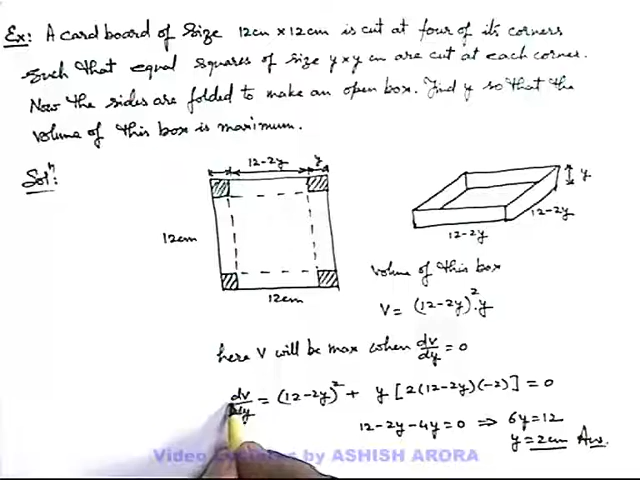 Ex: A card board of size 12cm × 12cm is cut at four of its corners
such that equal squares of size y×y cm are cut at each corner.
Now the sides are folded to make an open box. Find y so that the
volume of this box is maximum.
Solⁿ:
12-2y
y
12cm
12cm
y
12-2y
12-2y
volume of this box
V = (12-2y)².y
here V will be max when dv/dy = 0
dv/dy = (12-2y)² + y [2(12-2y)(-2)] = 0
12-2y-4y=0 ⇒ 6y=12
y=2cm Ans.
by ASHISH ARORA